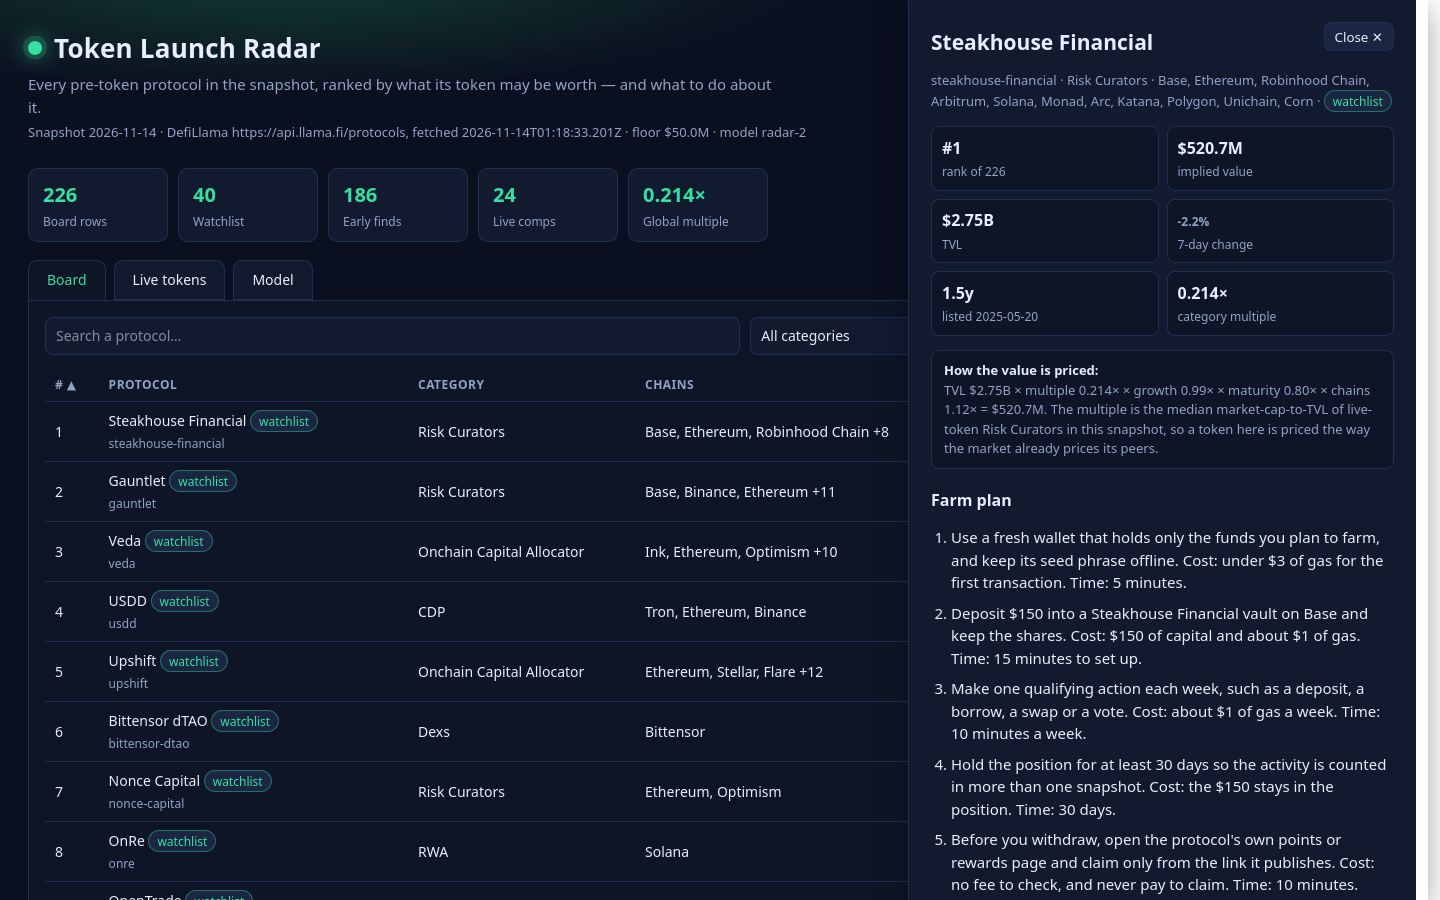 Token Launch Radar
Every pre-token protocol in the snapshot, ranked by what its token may be worth — and what to do about
it.
Snapshot 2026-11-14 · DefiLlama https://api.llama.fi/protocols, fetched 2026-11-14T01:18:33.201Z · floor $50.0M · model radar-2
226
Board rows
40
Watchlist
186
Early finds
24
Live comps
0.214×
Global multiple
Board
Live tokens
Model
Search a protocol...
All categories
# ▲ PROTOCOL CATEGORY CHAINS
1 Steakhouse Financial watchlist Risk Curators Base, Ethereum, Robinhood Chain +8
steakhouse-financial
2 Gauntlet watchlist Risk Curators Base, Binance, Ethereum +11
gauntlet
3 Veda watchlist Onchain Capital Allocator Ink, Ethereum, Optimism +10
veda
4 USDD watchlist CDP Tron, Ethereum, Binance
usdd
5 Upshift watchlist Onchain Capital Allocator Ethereum, Stellar, Flare +12
upshift
6 Bittensor dTAO watchlist Dexs Bittensor
bittensor-dtao
7 Nonce Capital watchlist Risk Curators Ethereum, Optimism
nonce-capital
8 OnRe watchlist RWA Solana
onre
OpenTrade watchlist
Steakhouse Financial
Close ✕
steakhouse-financial · Risk Curators · Base, Ethereum, Robinhood Chain,
Arbitrum, Solana, Monad, Arc, Katana, Polygon, Unichain, Corn · watchlist
#1
rank of 226
$520.7M
implied value
$2.75B
TVL
-2.2%
7-day change
1.5y
listed 2025-05-20
0.214×
category multiple
How the value is priced:
TVL $2.75B × multiple 0.214× × growth 0.99× × maturity 0.80× × chains
1.12× = $520.7M. The multiple is the median market-cap-to-TVL of live-
token Risk Curators in this snapshot, so a token here is priced the way
the market already prices its peers.
Farm plan
1. Use a fresh wallet that holds only the funds you plan to farm,
and keep its seed phrase offline. Cost: under $3 of gas for the
first transaction. Time: 5 minutes.
2. Deposit $150 into a Steakhouse Financial vault on Base and
keep the shares. Cost: $150 of capital and about $1 of gas.
Time: 15 minutes to set up.
3. Make one qualifying action each week, such as a deposit, a
borrow, a swap or a vote. Cost: about $1 of gas a week. Time:
10 minutes a week.
4. Hold the position for at least 30 days so the activity is counted
in more than one snapshot. Cost: the $150 stays in the
position. Time: 30 days.
5. Before you withdraw, open the protocol's own points or
rewards page and claim only from the link it publishes. Cost:
no fee to check, and never pay to claim. Time: 10 minutes.